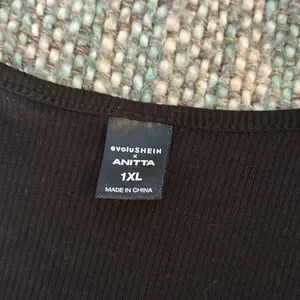 evoluSHEIN
×
ANITTA
1XL
MADE IN CHINA